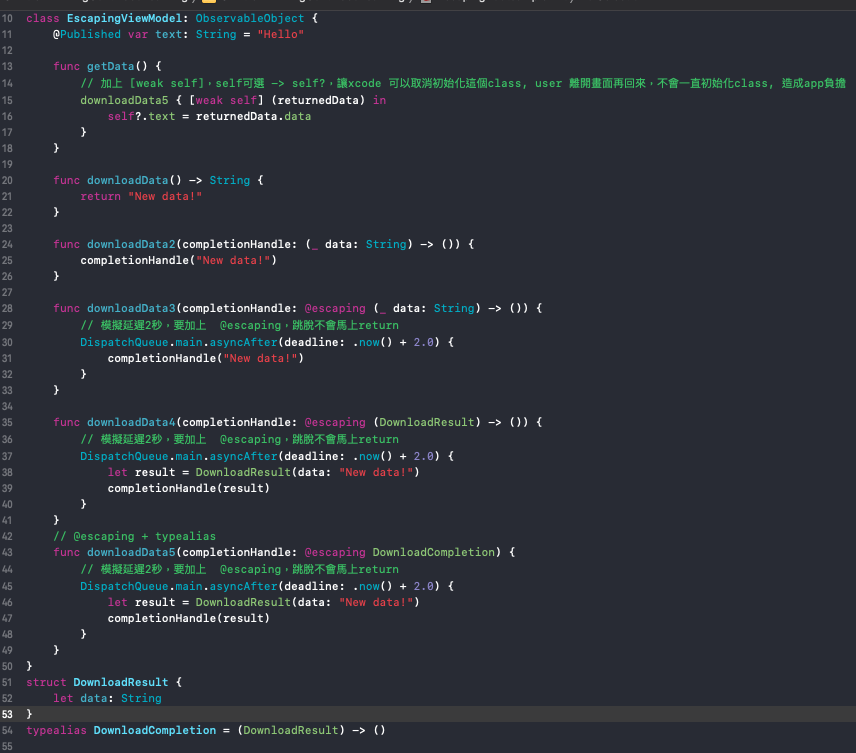 10 class EscapingViewModel: ObservableObject {
11     @Published var text: String = "Hello"
12
13     func getData() {
14         // 加上 [weak self]，self可選 -> self?，讓xcode 可以取消初始化這個class, user 離開畫面再回來，不會一直初始化class, 造成app負擔
15         downloadData5 { [weak self] (returnedData) in
16             self?.text = returnedData.data
17         }
18     }
19
20     func downloadData() -> String {
21         return "New data!"
22     }
23
24     func downloadData2(completionHandle: (_ data: String) -> ()) {
25         completionHandle("New data!")
26     }
27
28     func downloadData3(completionHandle: @escaping (_ data: String) -> ()) {
29         // 模擬延遲2秒，要加上  @escaping，跳脫不會馬上return
30         DispatchQueue.main.asyncAfter(deadline: .now() + 2.0) {
31             completionHandle("New data!")
32         }
33     }
34
35     func downloadData4(completionHandle: @escaping (DownloadResult) -> ()) {
36         // 模擬延遲2秒，要加上  @escaping，跳脫不會馬上return
37         DispatchQueue.main.asyncAfter(deadline: .now() + 2.0) {
38             let result = DownloadResult(data: "New data!")
39             completionHandle(result)
40         }
41     }
42     // @escaping + typealias
43     func downloadData5(completionHandle: @escaping DownloadCompletion) {
44         // 模擬延遲2秒，要加上  @escaping，跳脫不會馬上return
45         DispatchQueue.main.asyncAfter(deadline: .now() + 2.0) {
46             let result = DownloadResult(data: "New data!")
47             completionHandle(result)
48         }
49     }
50 }
51 struct DownloadResult {
52     let data: String
53 }
54 typealias DownloadCompletion = (DownloadResult) -> ()
55